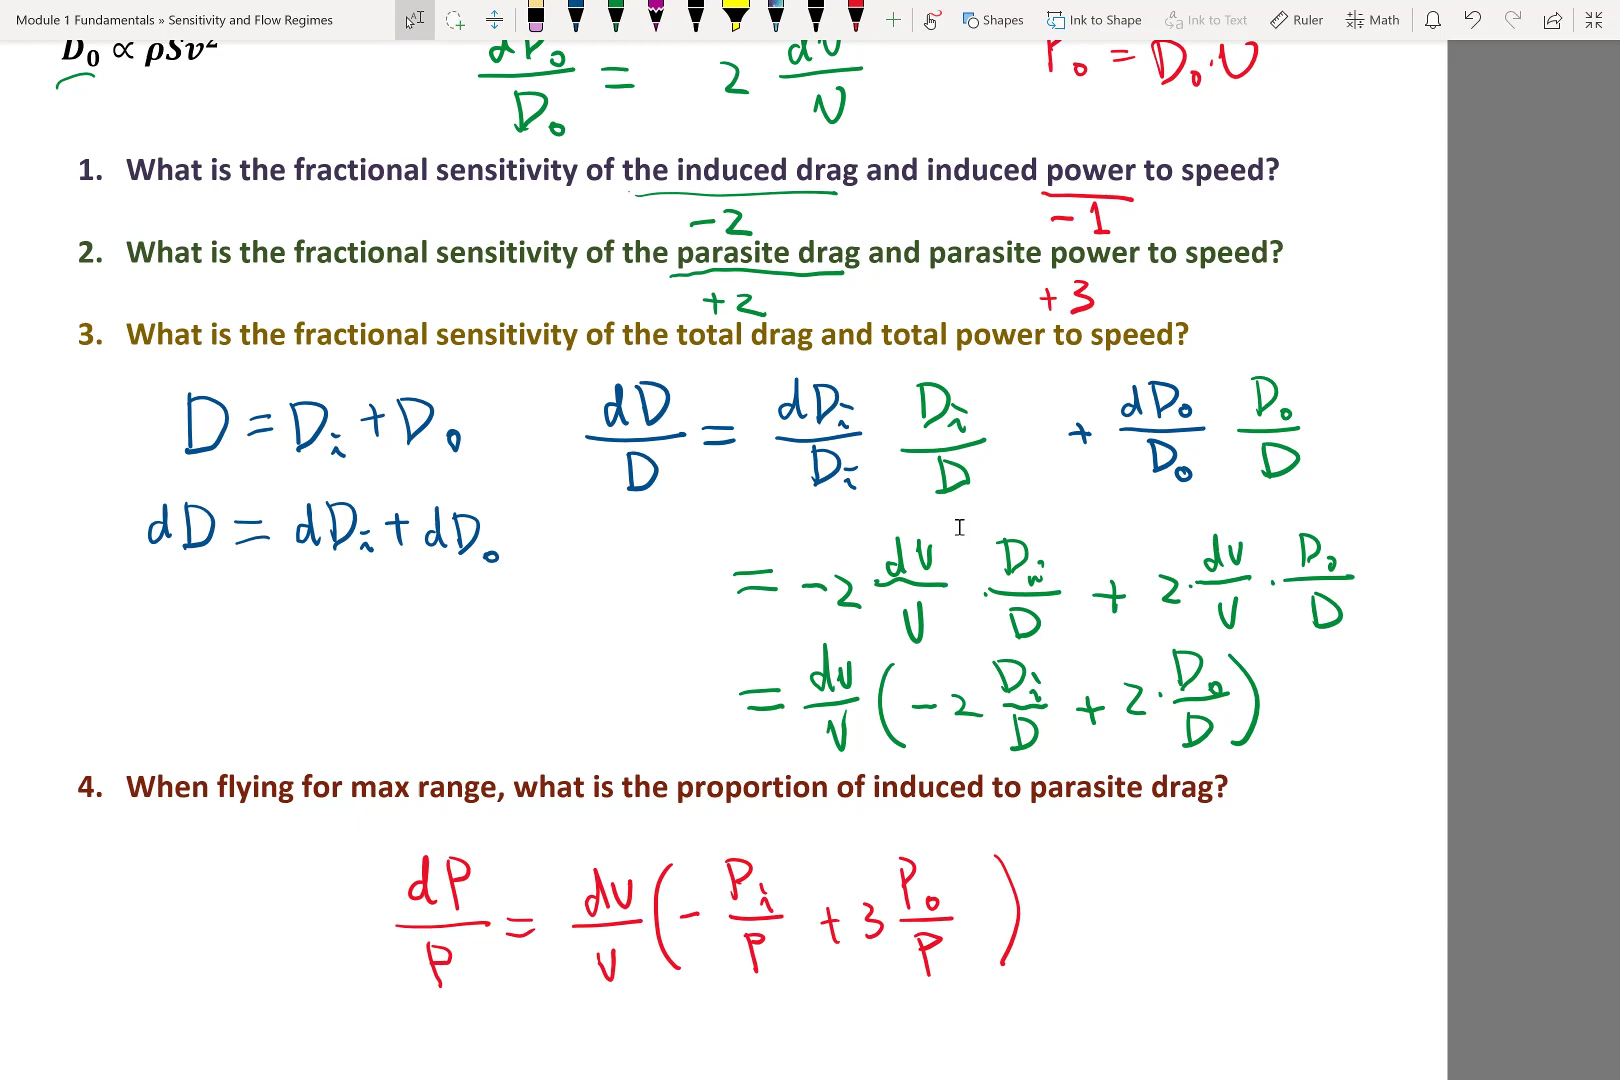 Module 1 Fundamentals » Sensitivity and Flow Regimes Shapes Ink to Shape Ink to Text Ruler Math
D₀ ∝ ρSv²
dD₀/D₀ = 2 dv/v
P₀ = D₀·v
1. What is the fractional sensitivity of the induced drag and induced power to speed?
-2 -1
2. What is the fractional sensitivity of the parasite drag and parasite power to speed?
+2 +3
3. What is the fractional sensitivity of the total drag and total power to speed?
D = Dᵢ + D₀
dD = dDᵢ + dD₀
dD/D = dDᵢ/Dᵢ Dᵢ/D + dD₀/D₀ D₀/D
= -2 dv/v · Dᵢ/D + 2 · dv/v · D₀/D
= dv/v (-2 Dᵢ/D + 2 · D₀/D)
4. When flying for max range, what is the proportion of induced to parasite drag?
dP/P = dv/v (- Pᵢ/P + 3 P₀/P)